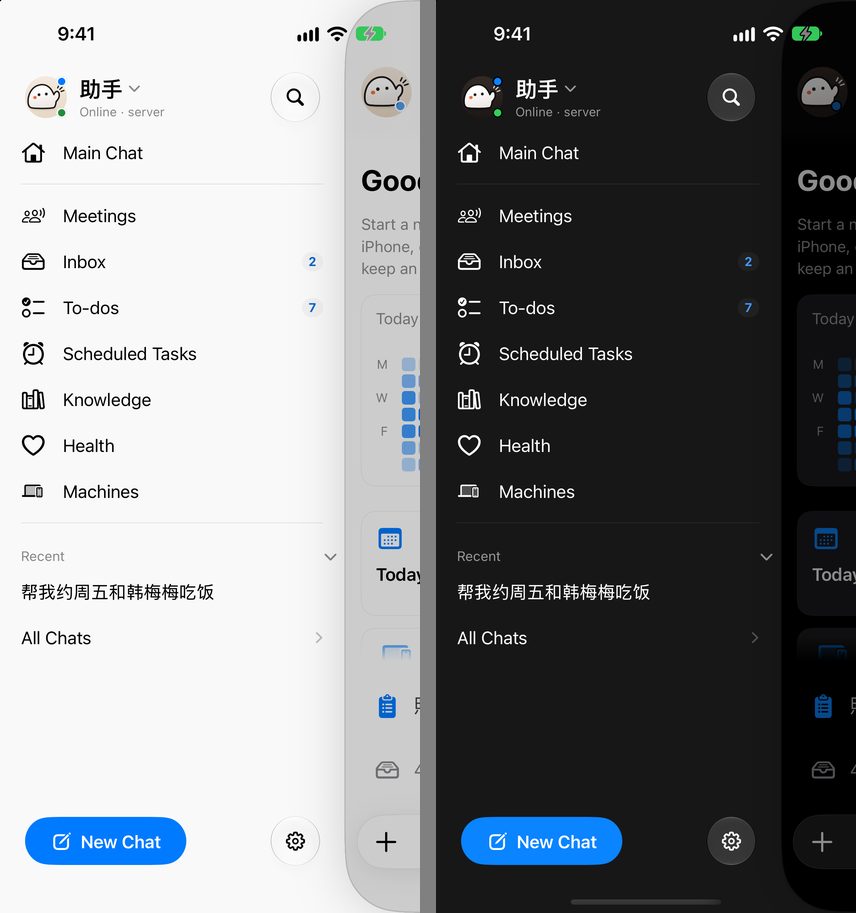 9:41
助手
Online · server
Main Chat
Meetings
Inbox 2
To-dos 7
Scheduled Tasks
Knowledge
Health
Machines
Recent
帮我约周五和韩梅梅吃饭
All Chats
New Chat
Start a
iPhone,
keep an
Today
M
W
F
Today
9:41
助手
Online · server
Main Chat
Meetings
Inbox 2
To-dos 7
Scheduled Tasks
Knowledge
Health
Machines
Recent
帮我约周五和韩梅梅吃饭
All Chats
New Chat
Start a
iPhone,
keep an
Today
M
W
F
Today